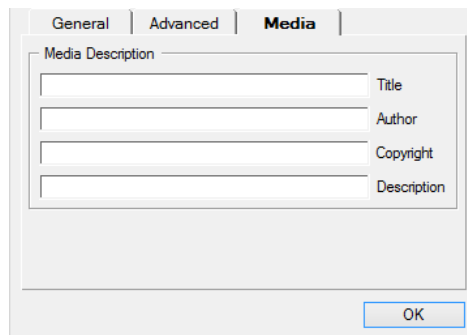 General Advanced Media
Media Description
Title
Author
Copyright
Description
OK